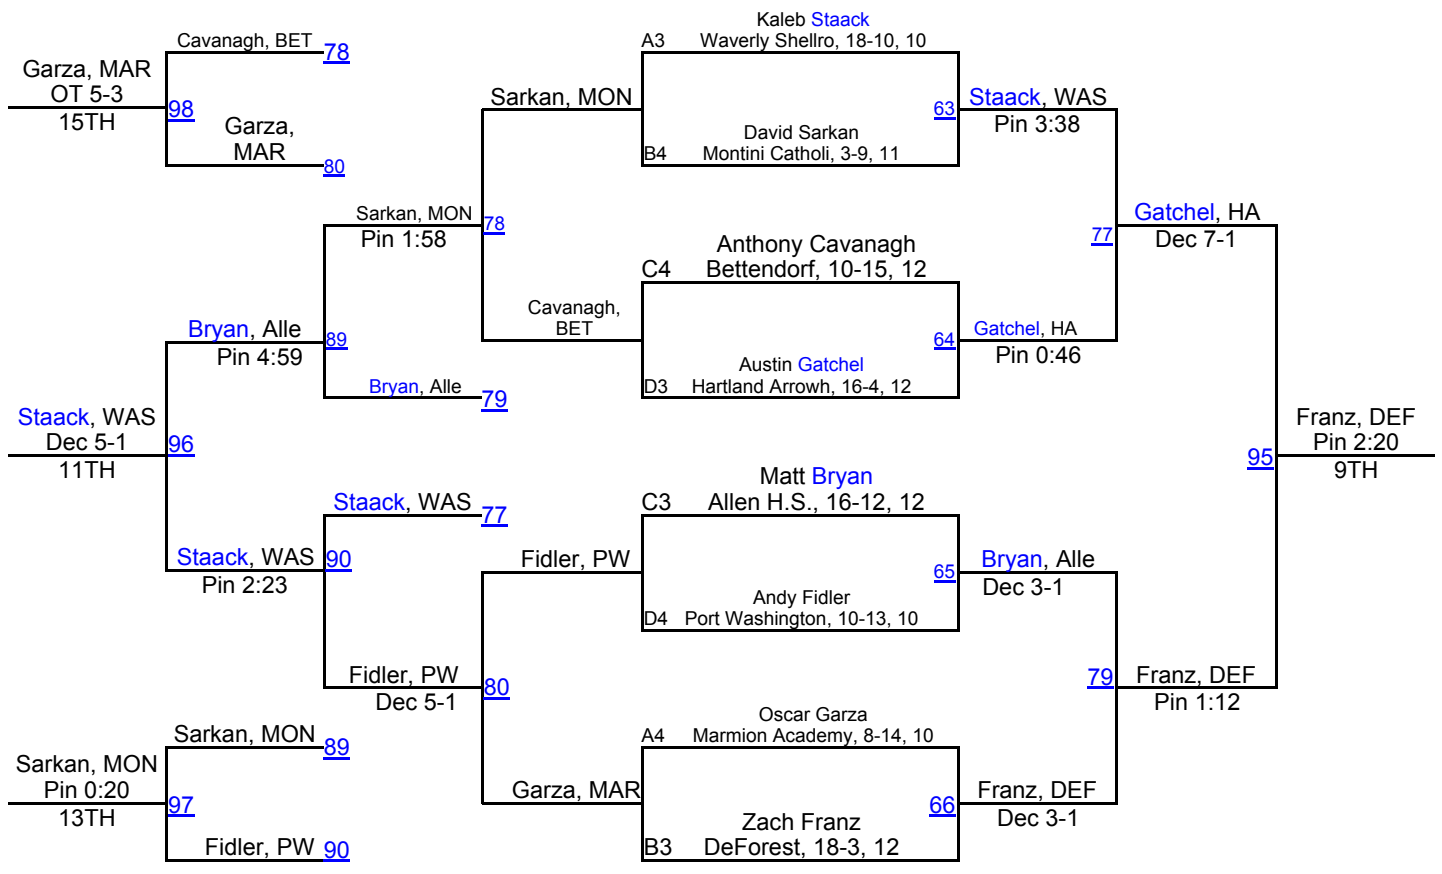 Kaleb Staack
Cavanagh, BET
78
A3 Waverly Shellro, 18-10, 10
Garza, MAR
OT 5-3
98
15TH
Sarkan, MON
63
Staack, WAS
Pin 3:38
Garza,
MAR
80
David Sarkan
B4 Montini Catholi, 3-9, 11
Sarkan, MON
Pin 1:58
78
Gatchel, HA
77
Dec 7-1
Anthony Cavanagh
C4 Bettendorf, 10-15, 12
Cavanagh,
BET
Bryan, Alle
Pin 4:59
89
64
Gatchel, HA
Pin 0:46
Austin Gatchel
D3 Hartland Arrowh, 16-4, 12
Bryan, Alle
79
Staack, WAS
Dec 5-1
96
11TH
Franz, DEF
Pin 2:20
95
9TH
Matt Bryan
C3 Allen H.S., 16-12, 12
Staack, WAS
77
Staack, WAS
90
Pin 2:23
Fidler, PW
65
Bryan, Alle
Dec 3-1
Andy Fidler
D4 Port Washington, 10-13, 10
Fidler, PW
80
Dec 5-1
79
Franz, DEF
Pin 1:12
Oscar Garza
A4 Marmion Academy, 8-14, 10
Sarkan, MON
89
Sarkan, MON
Pin 0:20
97
13TH
Garza, MAR
66
Franz, DEF
Dec 3-1
Zach Franz
B3 DeForest, 18-3, 12
Fidler, PW
90